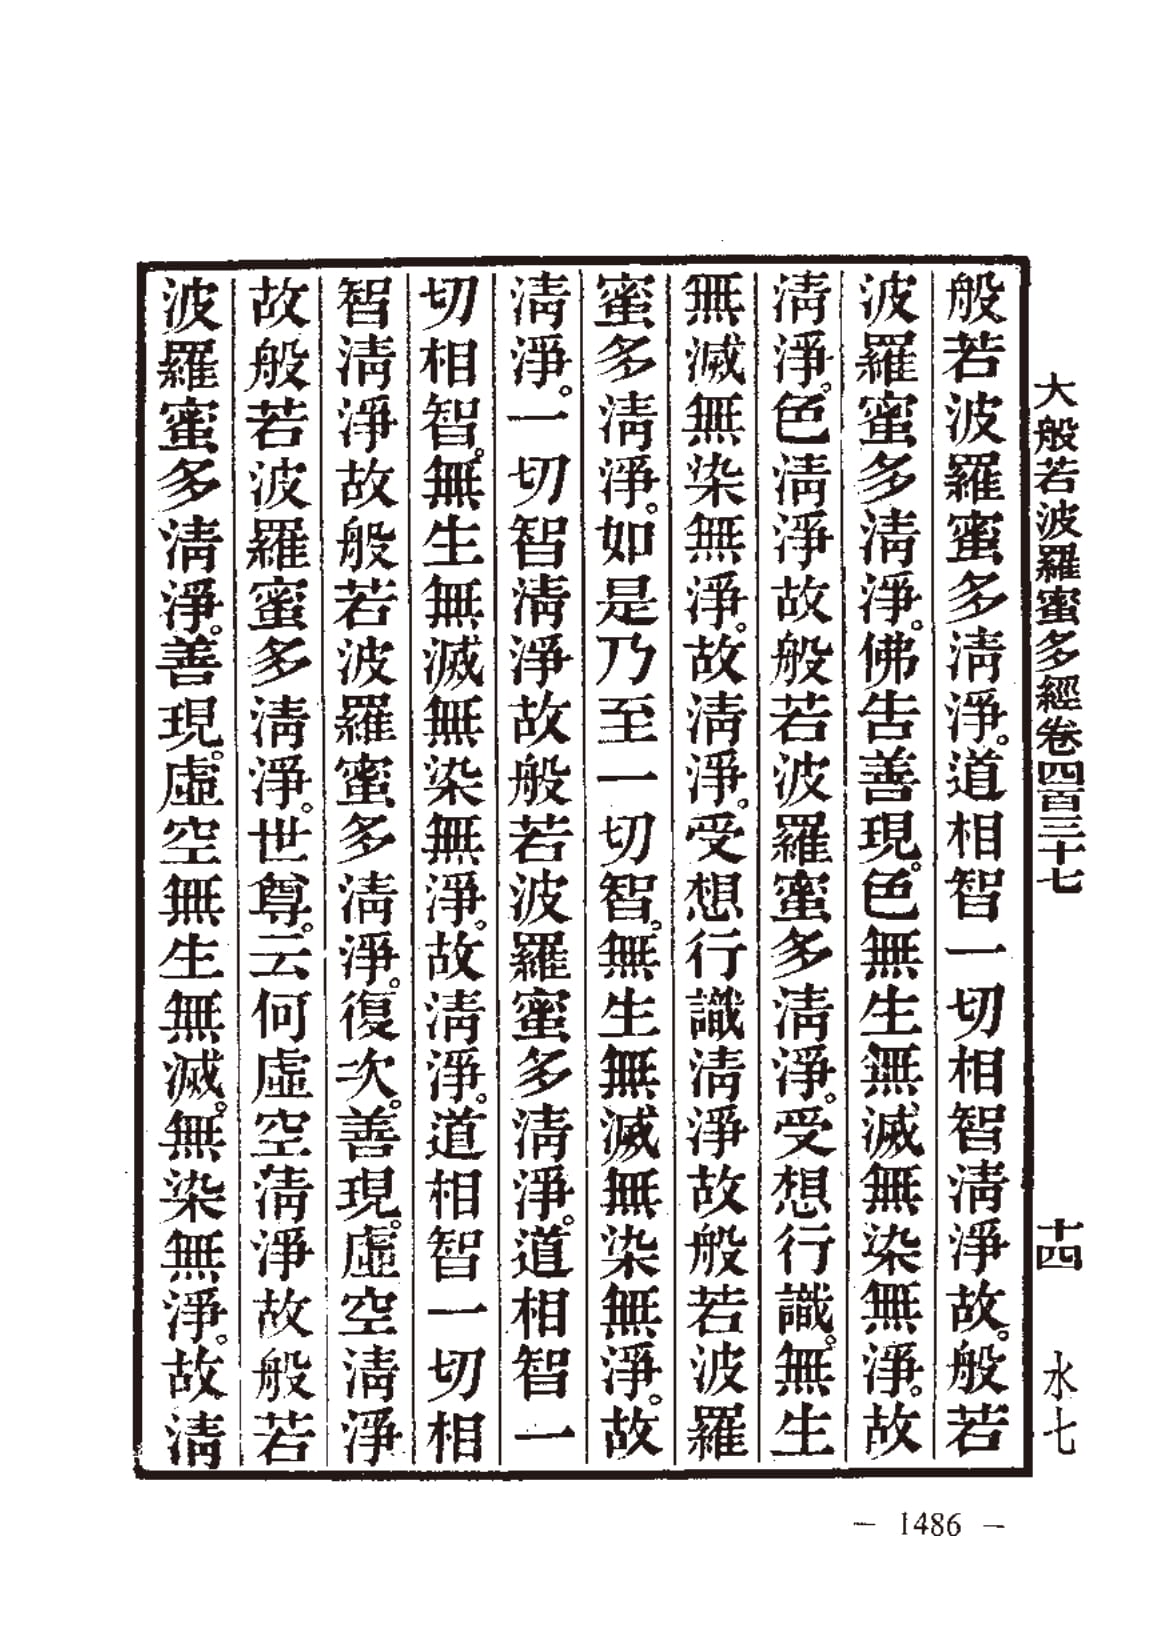 大般若波羅蜜多經卷四百三十七 十四 水七
般若波羅蜜多清淨。道相智一切相智清淨故。般若
波羅蜜多清淨。佛告善現。色無生無滅無染無淨。故
清淨。色清淨故般若波羅蜜多清淨。受想行識。無生
無滅無染無淨。故清淨。受想行識清淨故般若波羅
蜜多清淨。如是乃至一切智。無生無滅無染無淨。故
清淨。一切智清淨故般若波羅蜜多清淨。道相智一
切相智。無生無滅無染無淨。故清淨。道相智一切相
智清淨故般若波羅蜜多清淨。復次。善現。虛空清淨
故般若波羅蜜多清淨。世尊。云何虛空清淨故般若
波羅蜜多清淨。善現。虛空無生無滅。無染無淨。故清
— 1486 —